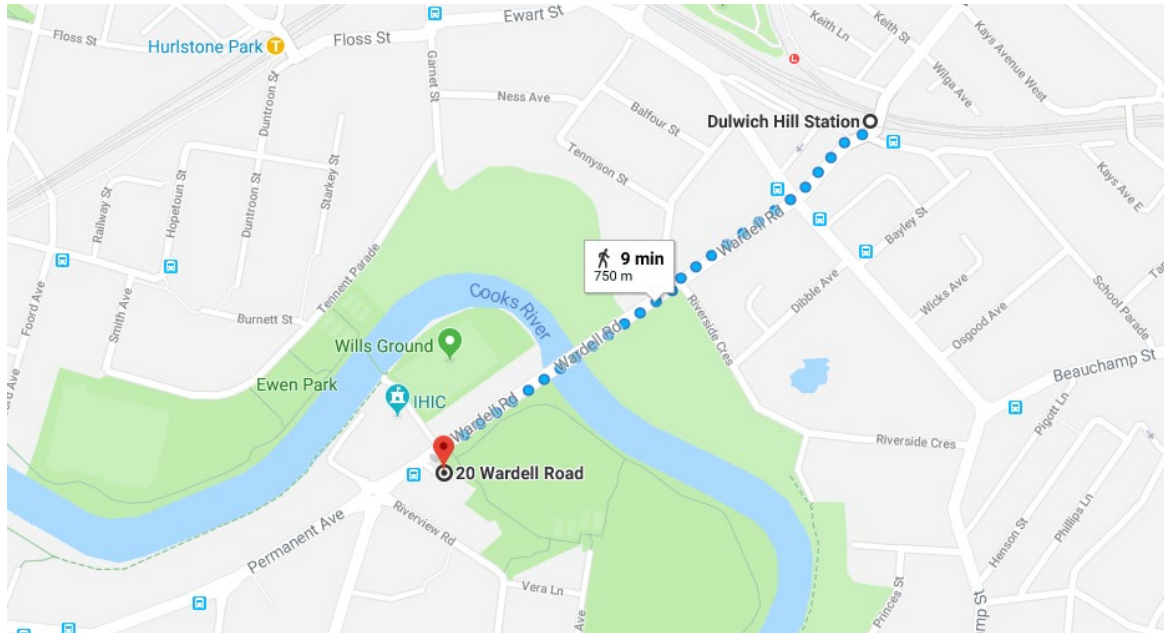 Ewart St
Floss St
Floss St
Hurlstone Park
T
Keith Ln
Keith St
Kays Avenue West
Wilga Ave
L
Garnet St
Ness Ave
Balfour St
Duntroon St
Dulwich Hill Station
Tennyson St
Starkey St
Hopetoun St
Railway St
Duntroon St
Kays Ave E
Wardell Rd
Bayley St
9 min
750 m
Tennent Parade
Cooks River
Dibble Ave
Wicks Ave
School Parade
Riverside Cres
Foord Ave
Smith Ave
Burnett St
Osgood Ave
Wardell Rd
Wills Ground
Beauchamp St
Ewen Park
IHIC
Wardell Rd
Pigott Ln
Riverside Cres
20 Wardell Road
Riverview Rd
Permanent Ave
Phillips Ln
Henson St
Vera Ln
Princes St
Ave